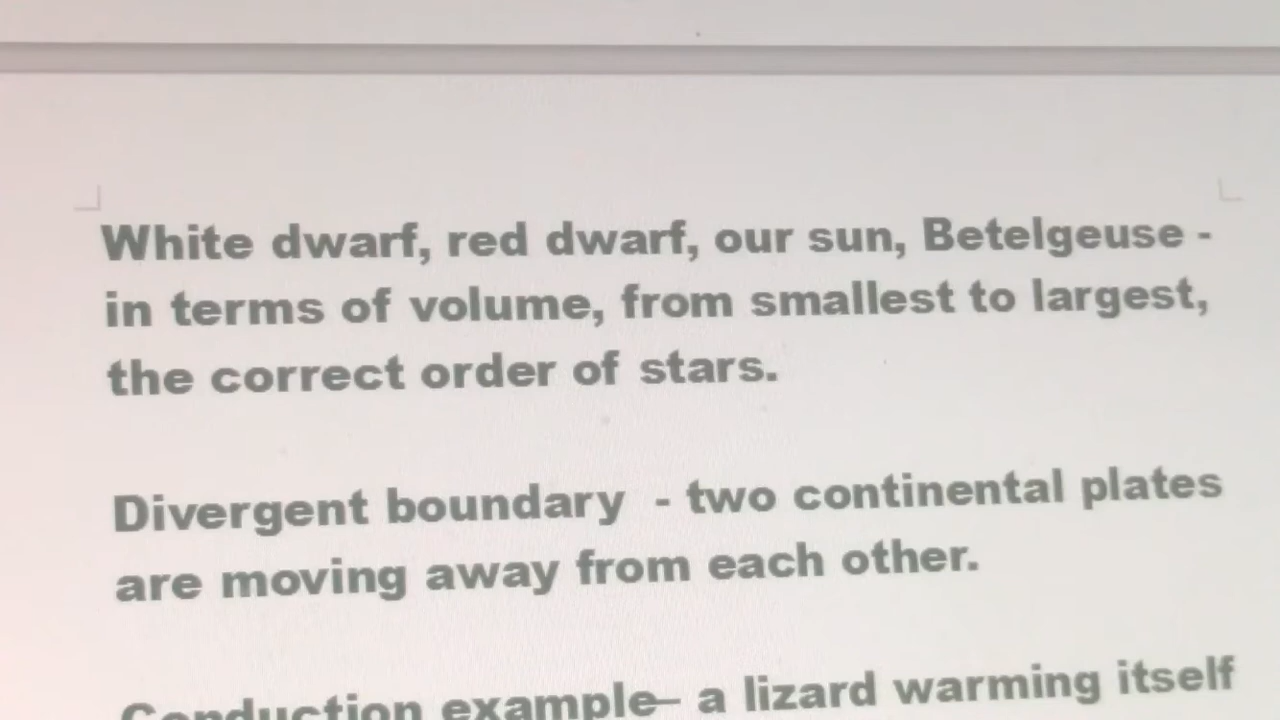 White dwarf, red dwarf, our sun, Betelgeuse -
in terms of volume, from smallest to largest,
the correct order of stars.
Divergent boundary - two continental plates
are moving away from each other.
Conduction example– a lizard warming itself